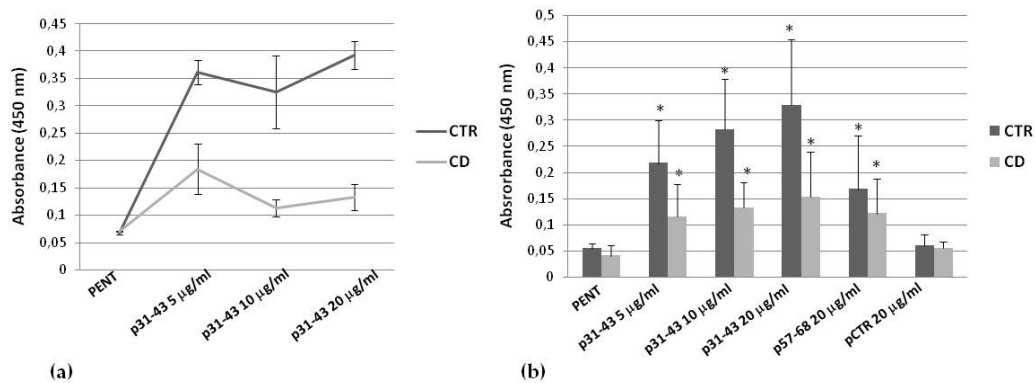 0,45
0,4
0,35
0,3
0,25
0,2
0,15
0,1
0,05
0
Absorbance (450 nm)
PENT
p31-43 5 µg/ml
p31-43 10 µg/ml
p31-43 20 µg/ml
CTR
CD
(a)
0,5
0,45
0,4
0,35
0,3
0,25
0,2
0,15
0,1
0,05
0
Absrorbance (450 nm)
*
*
*
*
*
*
*
*
PENT
p31-43 5 µg/ml
p31-43 10 µg/ml
p31-43 20 µg/ml
p57-68 20 µg/ml
pCTR 20 µg/ml
CTR
CD
(b)